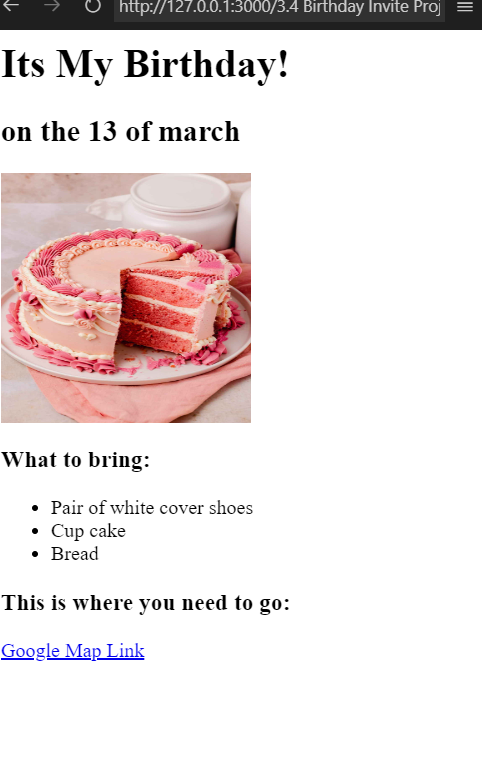 http://127.0.0.1:3000/3.4 Birthday Invite Proj
Its My Birthday!
on the 13 of march
What to bring:
Pair of white cover shoes
Cup cake
Bread
This is where you need to go:
Google Map Link